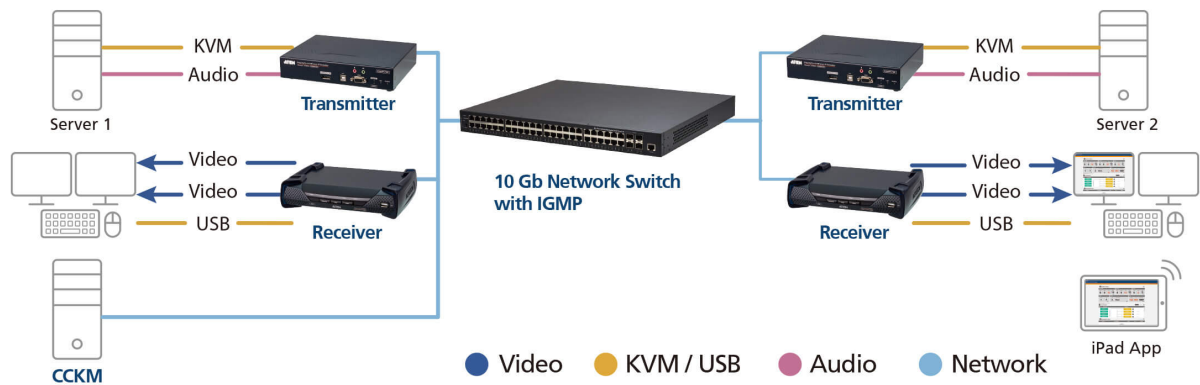 KVM
Audio
Transmitter
Server 1
Video
Video
USB
Receiver
CCKM
10 Gb Network Switch
with IGMP
KVM
Audio
Transmitter
Server 2
Video
Video
USB
Receiver
iPad App
Video
KVM / USB
Audio
Network